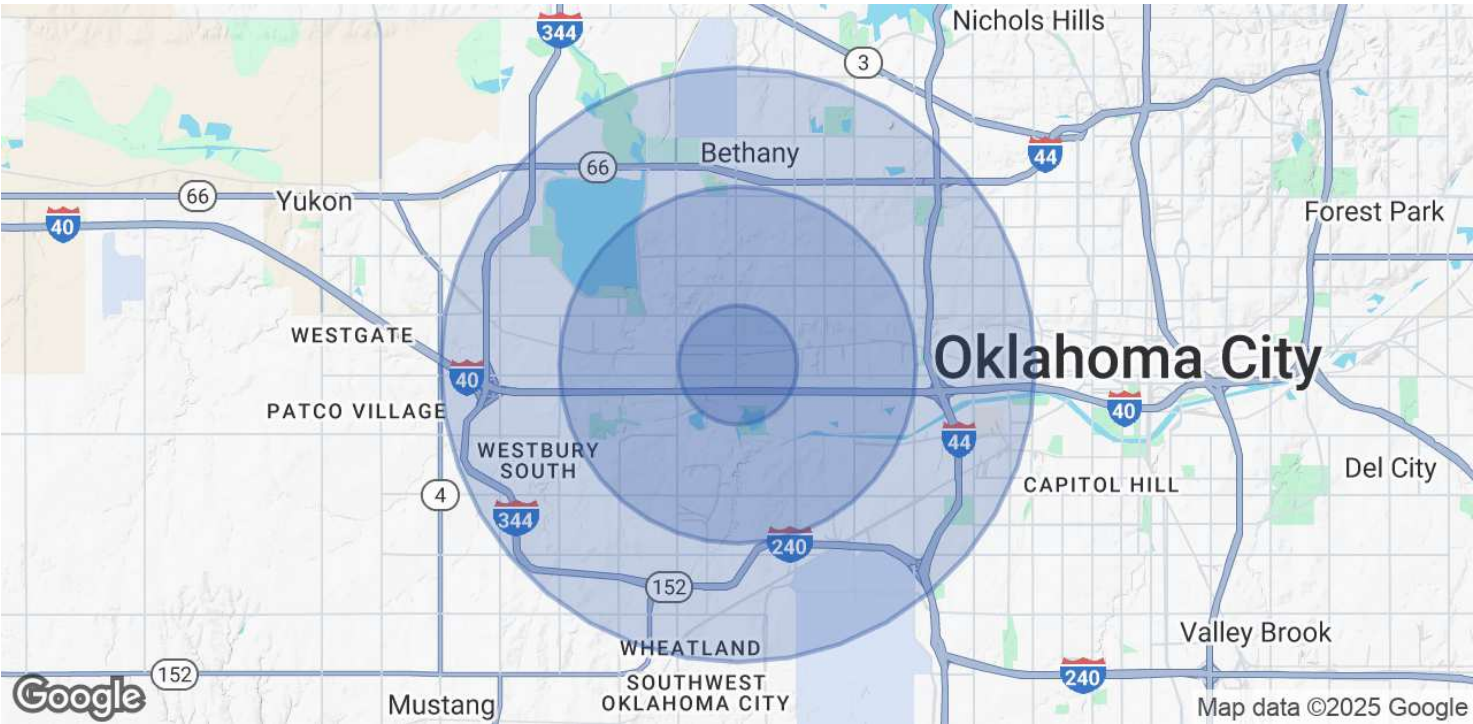 Nichols Hills
344
3
Bethany
44
66
66
Yukon
40
Forest Park
WESTGATE
Oklahoma City
40
PATCO VILLAGE
40
44
WESTBURY
SOUTH
Del City
CAPITOL HILL
4
344
240
152
Valley Brook
WHEATLAND
152
240
SOUTHWEST
OKLAHOMA CITY
Mustang
Google
Map data ©2025 Google